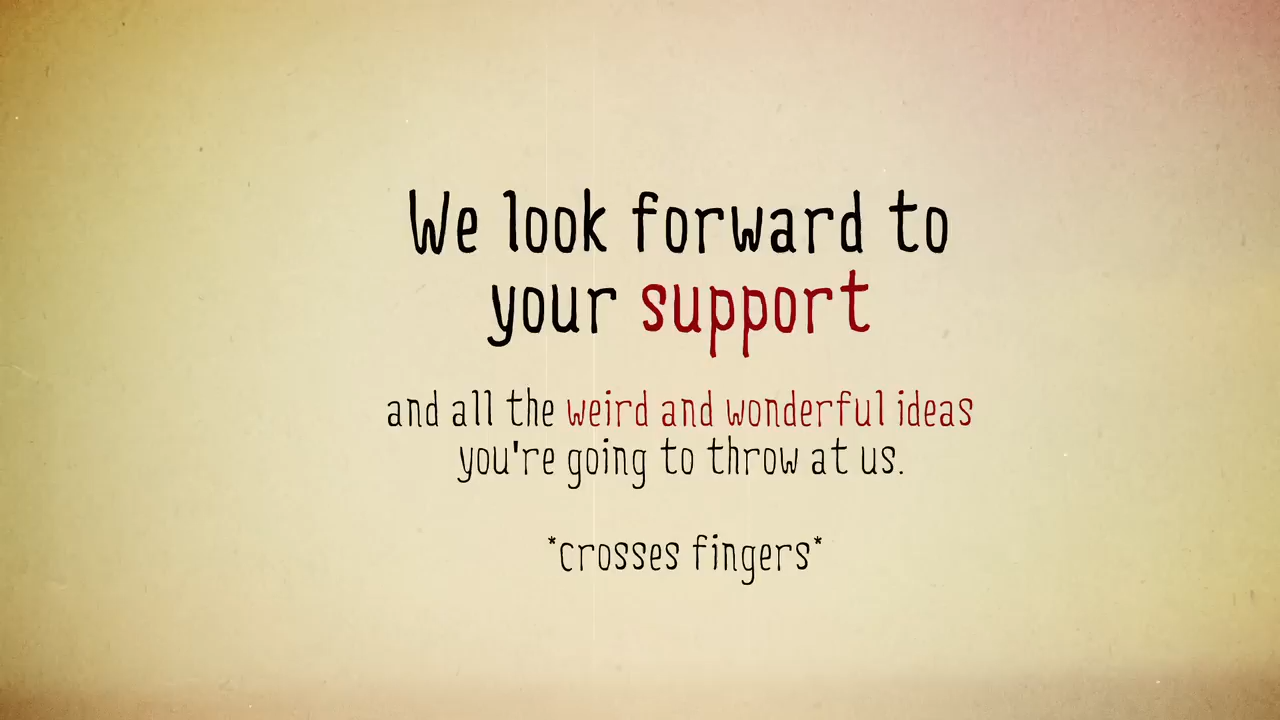 We look forward to
your support
and all the weird and wonderful ideas
you're going to throw at us.
*crosses fingers*